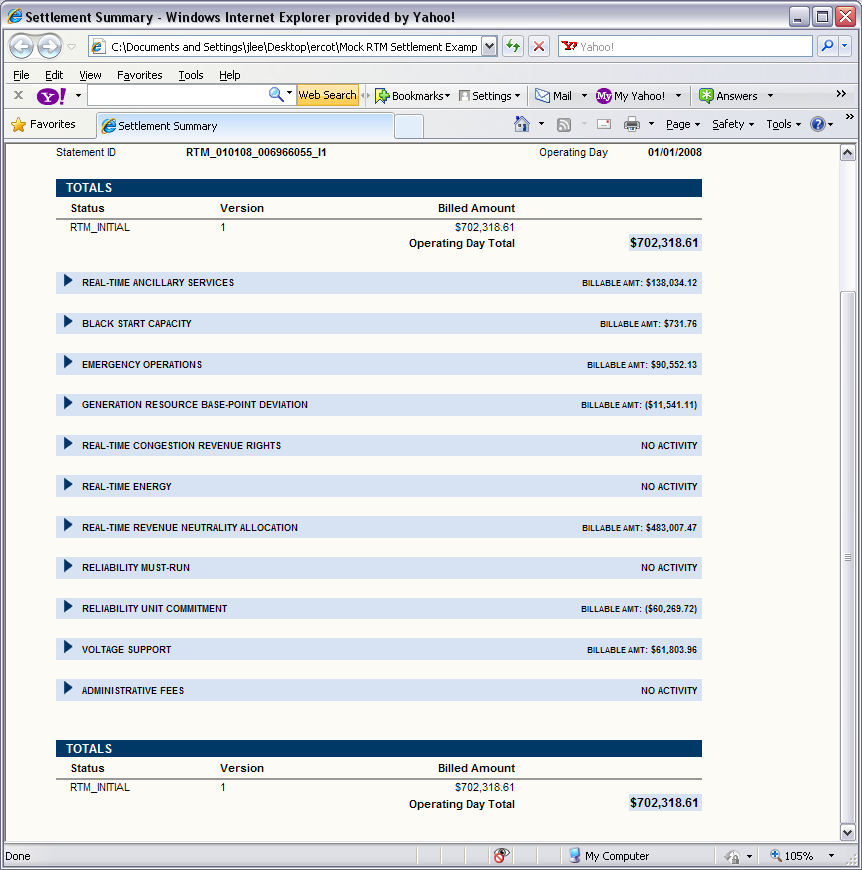 Settlement Summary - Windows Internet Explorer provided by Yahoo!
C:\Documents and Settings\jlee\Desktop\ercot\Mock RTM Settlement Examp
Yahoo!
File Edit View Favorites Tools Help
Y! Web Search Bookmarks Settings Mail My My Yahoo! Answers »
Favorites Settlement Summary Page Safety Tools »
Statement ID RTM_010108_006966055_I1 Operating Day 01/01/2008
TOTALS
Status Version Billed Amount
RTM_INITIAL 1 $702,318.61
Operating Day Total $702,318.61
REAL-TIME ANCILLARY SERVICES BILLABLE AMT: $138,034.12
BLACK START CAPACITY BILLABLE AMT: $731.76
EMERGENCY OPERATIONS BILLABLE AMT: $90,552.13
GENERATION RESOURCE BASE-POINT DEVIATION BILLABLE AMT: ($11,541.11)
REAL-TIME CONGESTION REVENUE RIGHTS NO ACTIVITY
REAL-TIME ENERGY NO ACTIVITY
REAL-TIME REVENUE NEUTRALITY ALLOCATION BILLABLE AMT: $483,007.47
RELIABILITY MUST-RUN NO ACTIVITY
RELIABILITY UNIT COMMITMENT BILLABLE AMT: ($60,269.72)
VOLTAGE SUPPORT BILLABLE AMT: $61,803.96
ADMINISTRATIVE FEES NO ACTIVITY
TOTALS
Status Version Billed Amount
RTM_INITIAL 1 $702,318.61
Operating Day Total $702,318.61
Done My Computer 105%